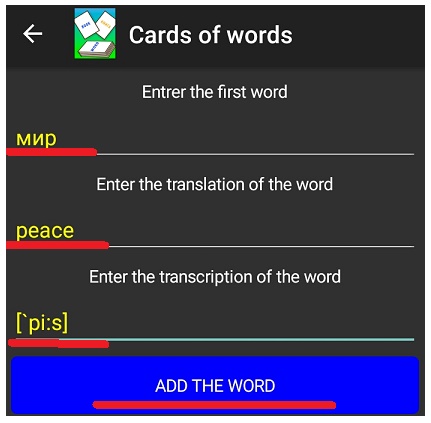 Cards of words
Entrer the first word
мир
Enter the translation of the word
peace
Enter the transcription of the word
[`pi:s]
ADD THE WORD